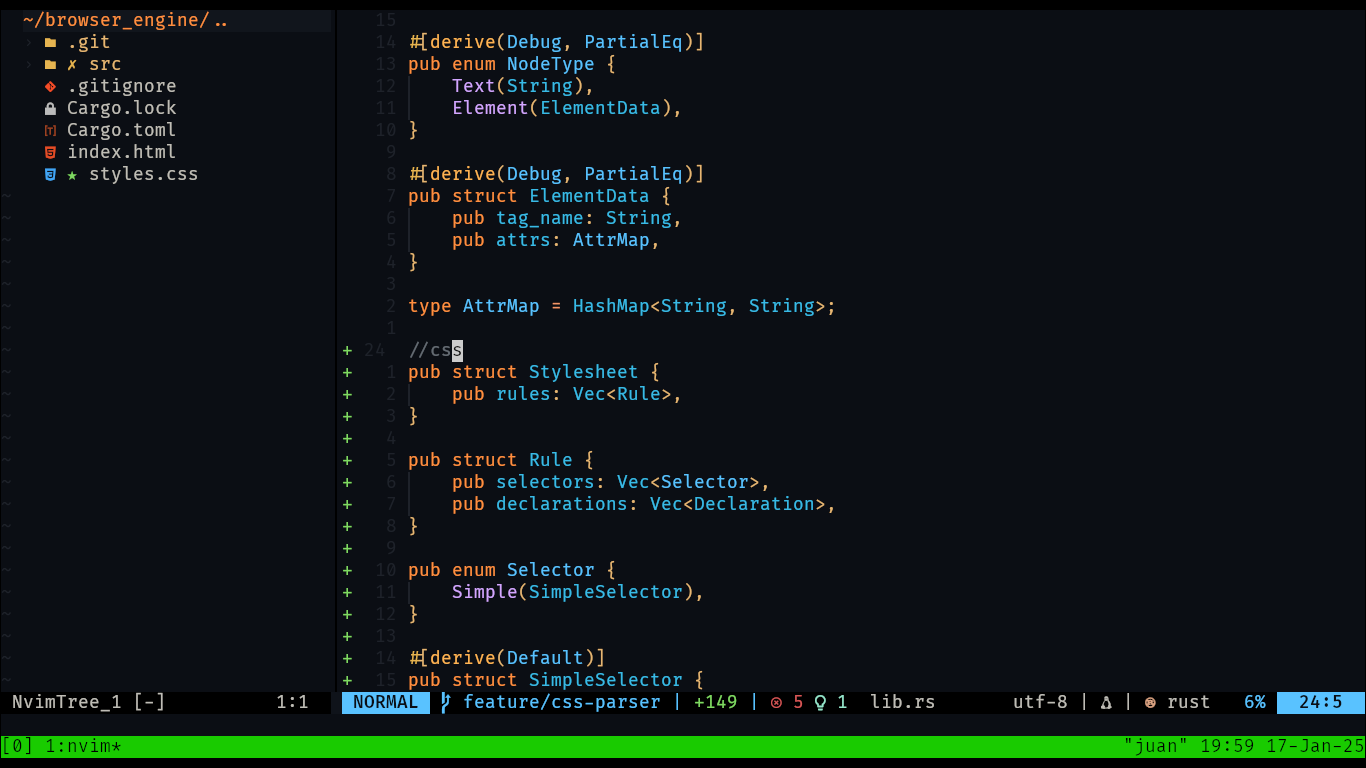 ~/browser_engine/..
.git
✗ src
.gitignore
Cargo.lock
Cargo.toml
index.html
★ styles.css
15
14 #[derive(Debug, PartialEq)]
13 pub enum NodeType {
12     Text(String),
11     Element(ElementData),
10 }
9
8 #[derive(Debug, PartialEq)]
7 pub struct ElementData {
6     pub tag_name: String,
5     pub attrs: AttrMap,
4 }
3
2 type AttrMap = HashMap<String, String>;
1
+ 24 //css
+ 1 pub struct Stylesheet {
+ 2     pub rules: Vec<Rule>,
+ 3 }
+ 4
+ 5 pub struct Rule {
+ 6     pub selectors: Vec<Selector>,
+ 7     pub declarations: Vec<Declaration>,
+ 8 }
+ 9
+ 10 pub enum Selector {
+ 11     Simple(SimpleSelector),
+ 12 }
+ 13
+ 14 #[derive(Default)]
+ 15 pub struct SimpleSelector {
NvimTree_1 [-] 1:1 NORMAL feature/css-parser | +149 | 5 1 lib.rs utf-8 | | rust 6% 24:5
[0] 1:nvim* "juan" 19:59 17-Jan-25